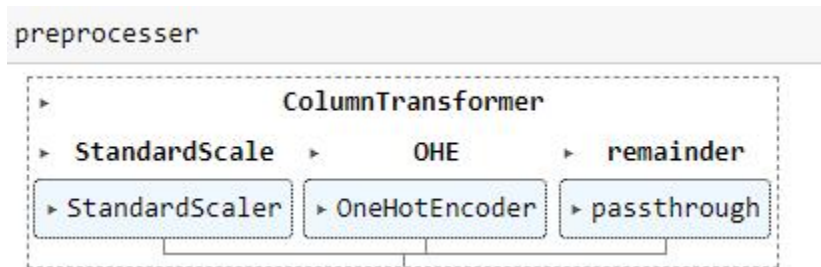 preprocesser
ColumnTransformer
StandardScale OHE remainder
StandardScaler OneHotEncoder passthrough